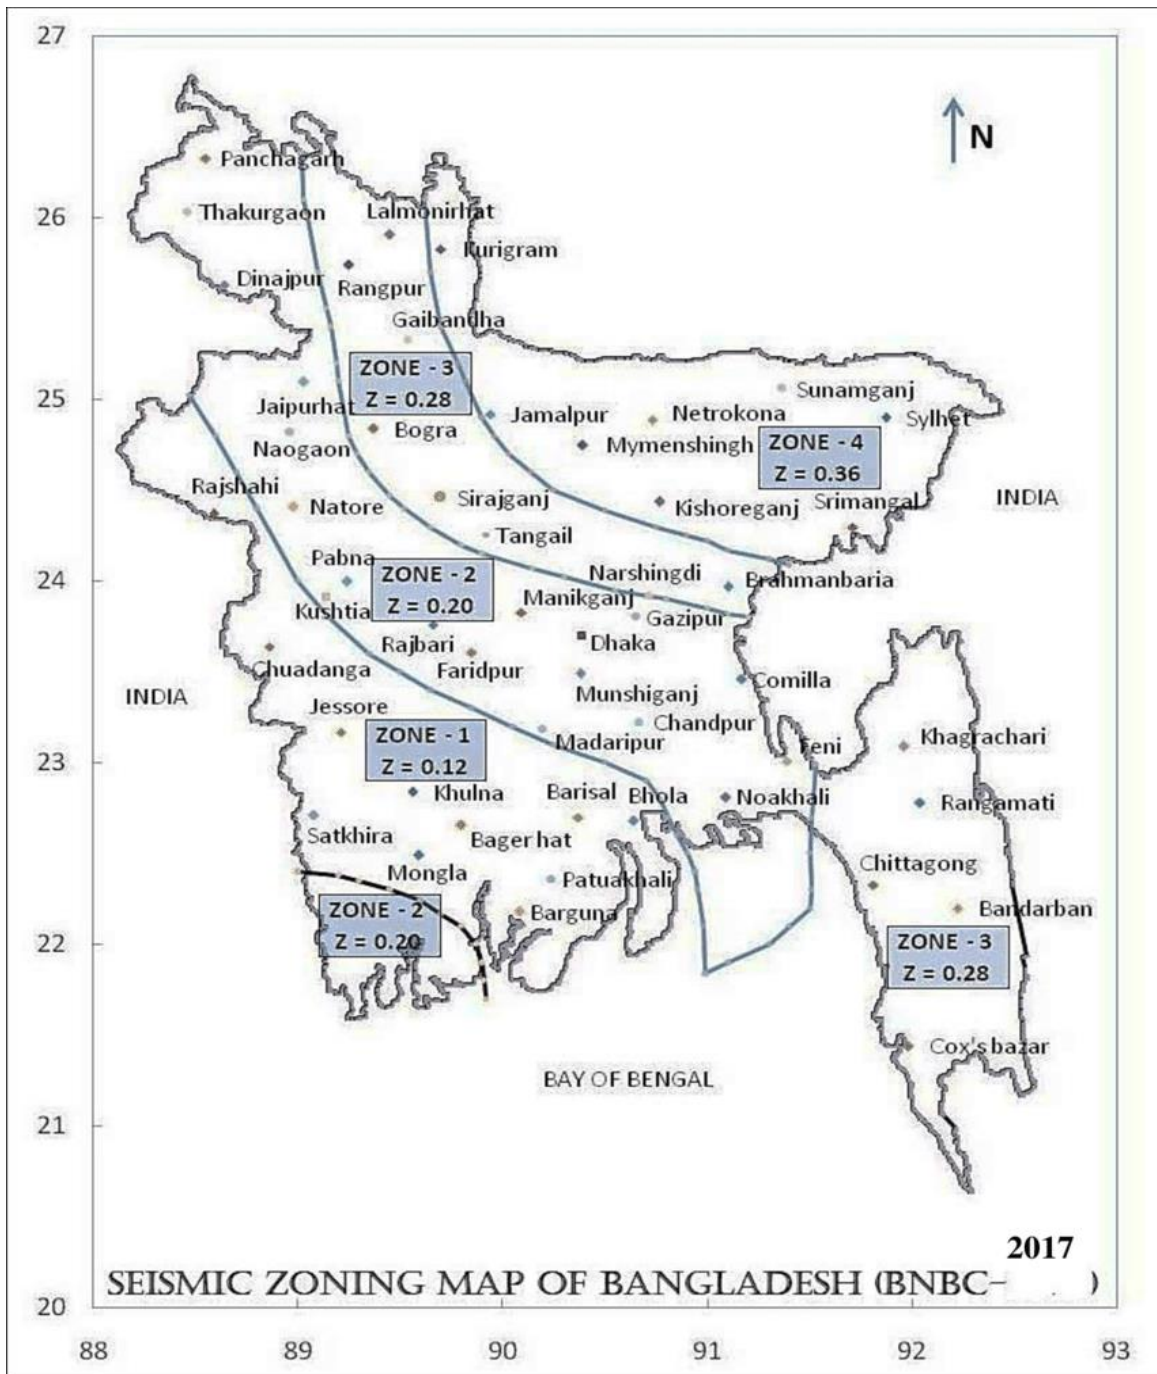 27
N
Panchagarh
Thakurgaon
26
Lalmonirhat
Kurigram
Dinajpur
Rangpur
Gaibandha
ZONE - 3
Z = 0.28
Sunamganj
25
Jaipurhat
Jamalpur
Netrokona
Sylhet
Bogra
Naogaon
Mymenshingh
ZONE - 4
Z = 0.36
Rajshahi
Sirajganj
INDIA
Natore
Kishoreganj
Srimangal
Tangail
Pabna
24
ZONE - 2
Z = 0.20
Narshingdi
Brahmanbaria
Manikganj
Kushtia
Gazipur
Rajbari
Dhaka
Chuadanga
Faridpur
INDIA
Munshiganj
Comilla
Jessore
Chandpur
ZONE - 1
Z = 0.12
Madaripur
Feni
Khagrachari
23
Khulna
Barisal
Bhola
Noakhali
Rangamati
Satkhira
Bagerhat
Mongla
Chittagong
Patuakhali
ZONE - 2
Z = 0.20
Barguna
Bandarban
22
ZONE - 3
Z = 0.28
Cox's bazar
BAY OF BENGAL
21
2017
SEISMIC ZONING MAP OF BANGLADESH (BNBC- )
20
88 89 90 91 92 93